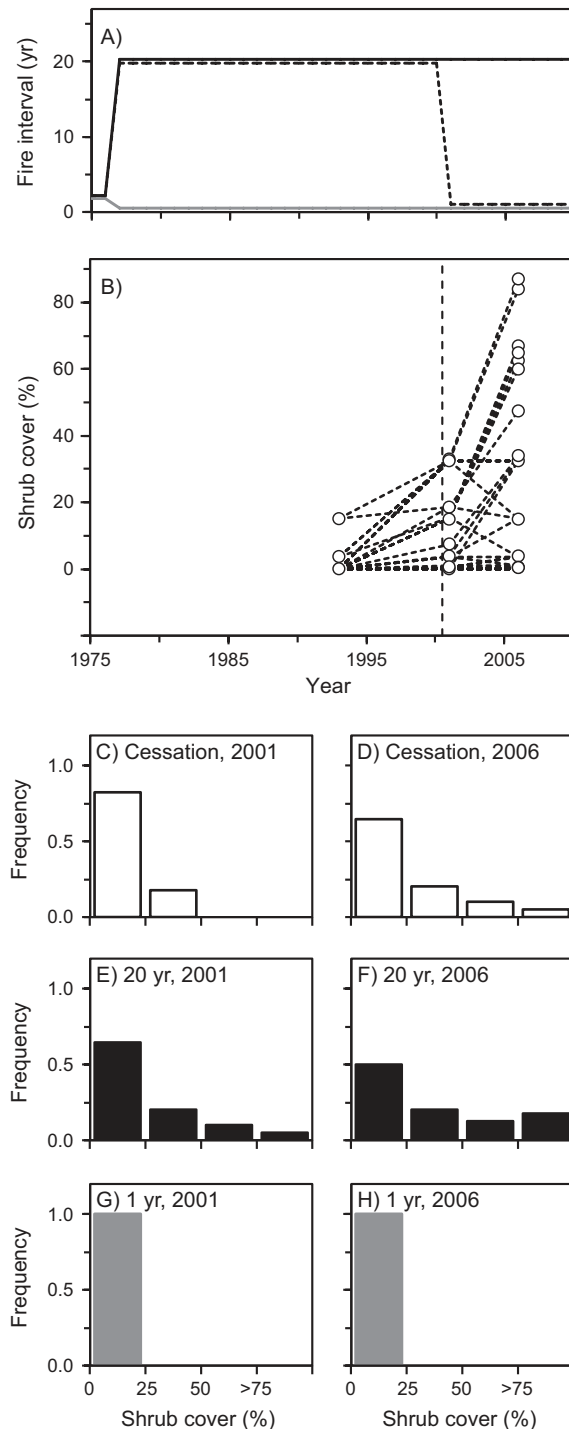 A)
Fire interval (yr)
20
10
0
B)
Shrub cover (%)
80
60
40
20
0
1975 1985 1995 2005
Year
C) Cessation, 2001
D) Cessation, 2006
Frequency
1.0
0.5
0.0
E) 20 yr, 2001
F) 20 yr, 2006
Frequency
1.0
0.5
0.0
G) 1 yr, 2001
H) 1 yr, 2006
Frequency
1.0
0.5
0.0
0 25 50 >75
0 25 50 >75
Shrub cover (%)
Shrub cover (%)